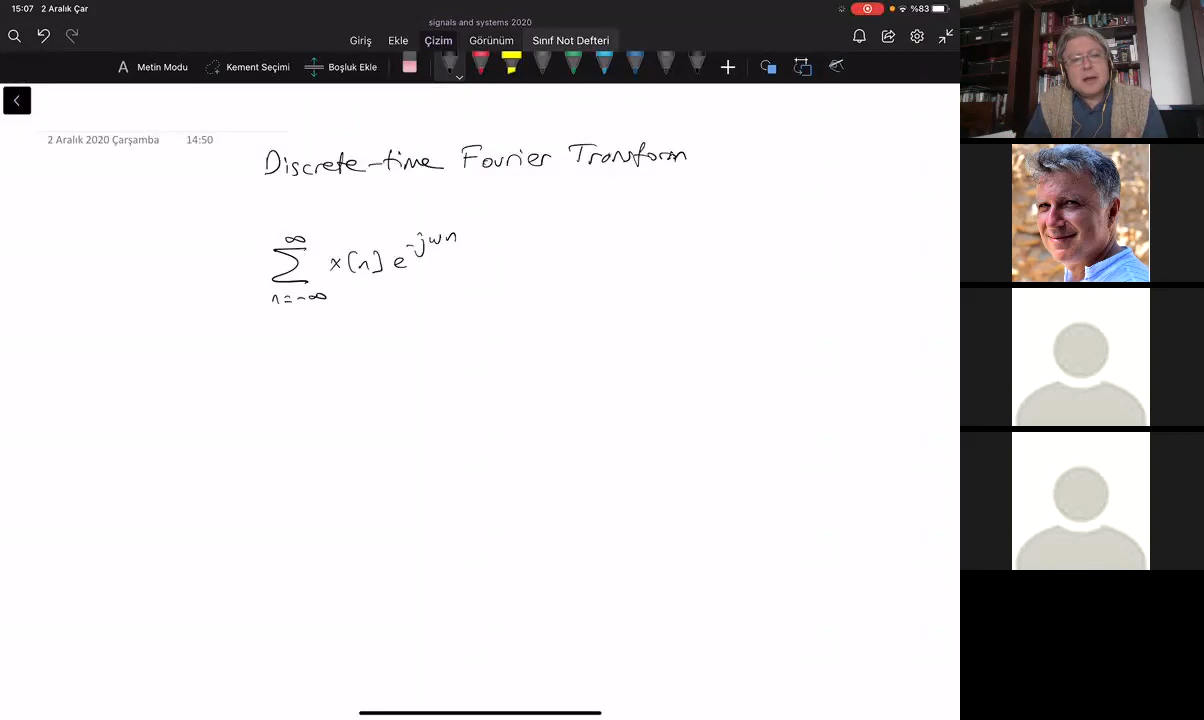 15:07 2 Aralık Çar
%83
signals and systems 2020
Giriş Ekle Çizim Görünüm Sınıf Not Defteri
A Metin Modu Kement Seçimi Boşluk Ekle
2 Aralık 2020 Çarşamba 14:50
Discrete-time Fourier Transform
∞
∑ x[n] e^{-jωn}
n=-∞